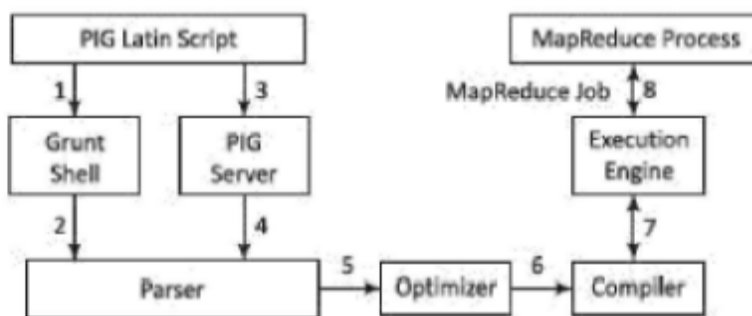 PIG Latin Script
MapReduce Process
1
3
MapReduce Job
8
Grunt
Shell
PIG
Server
Execution
Engine
2
4
7
Parser
5
Optimizer
6
Compiler